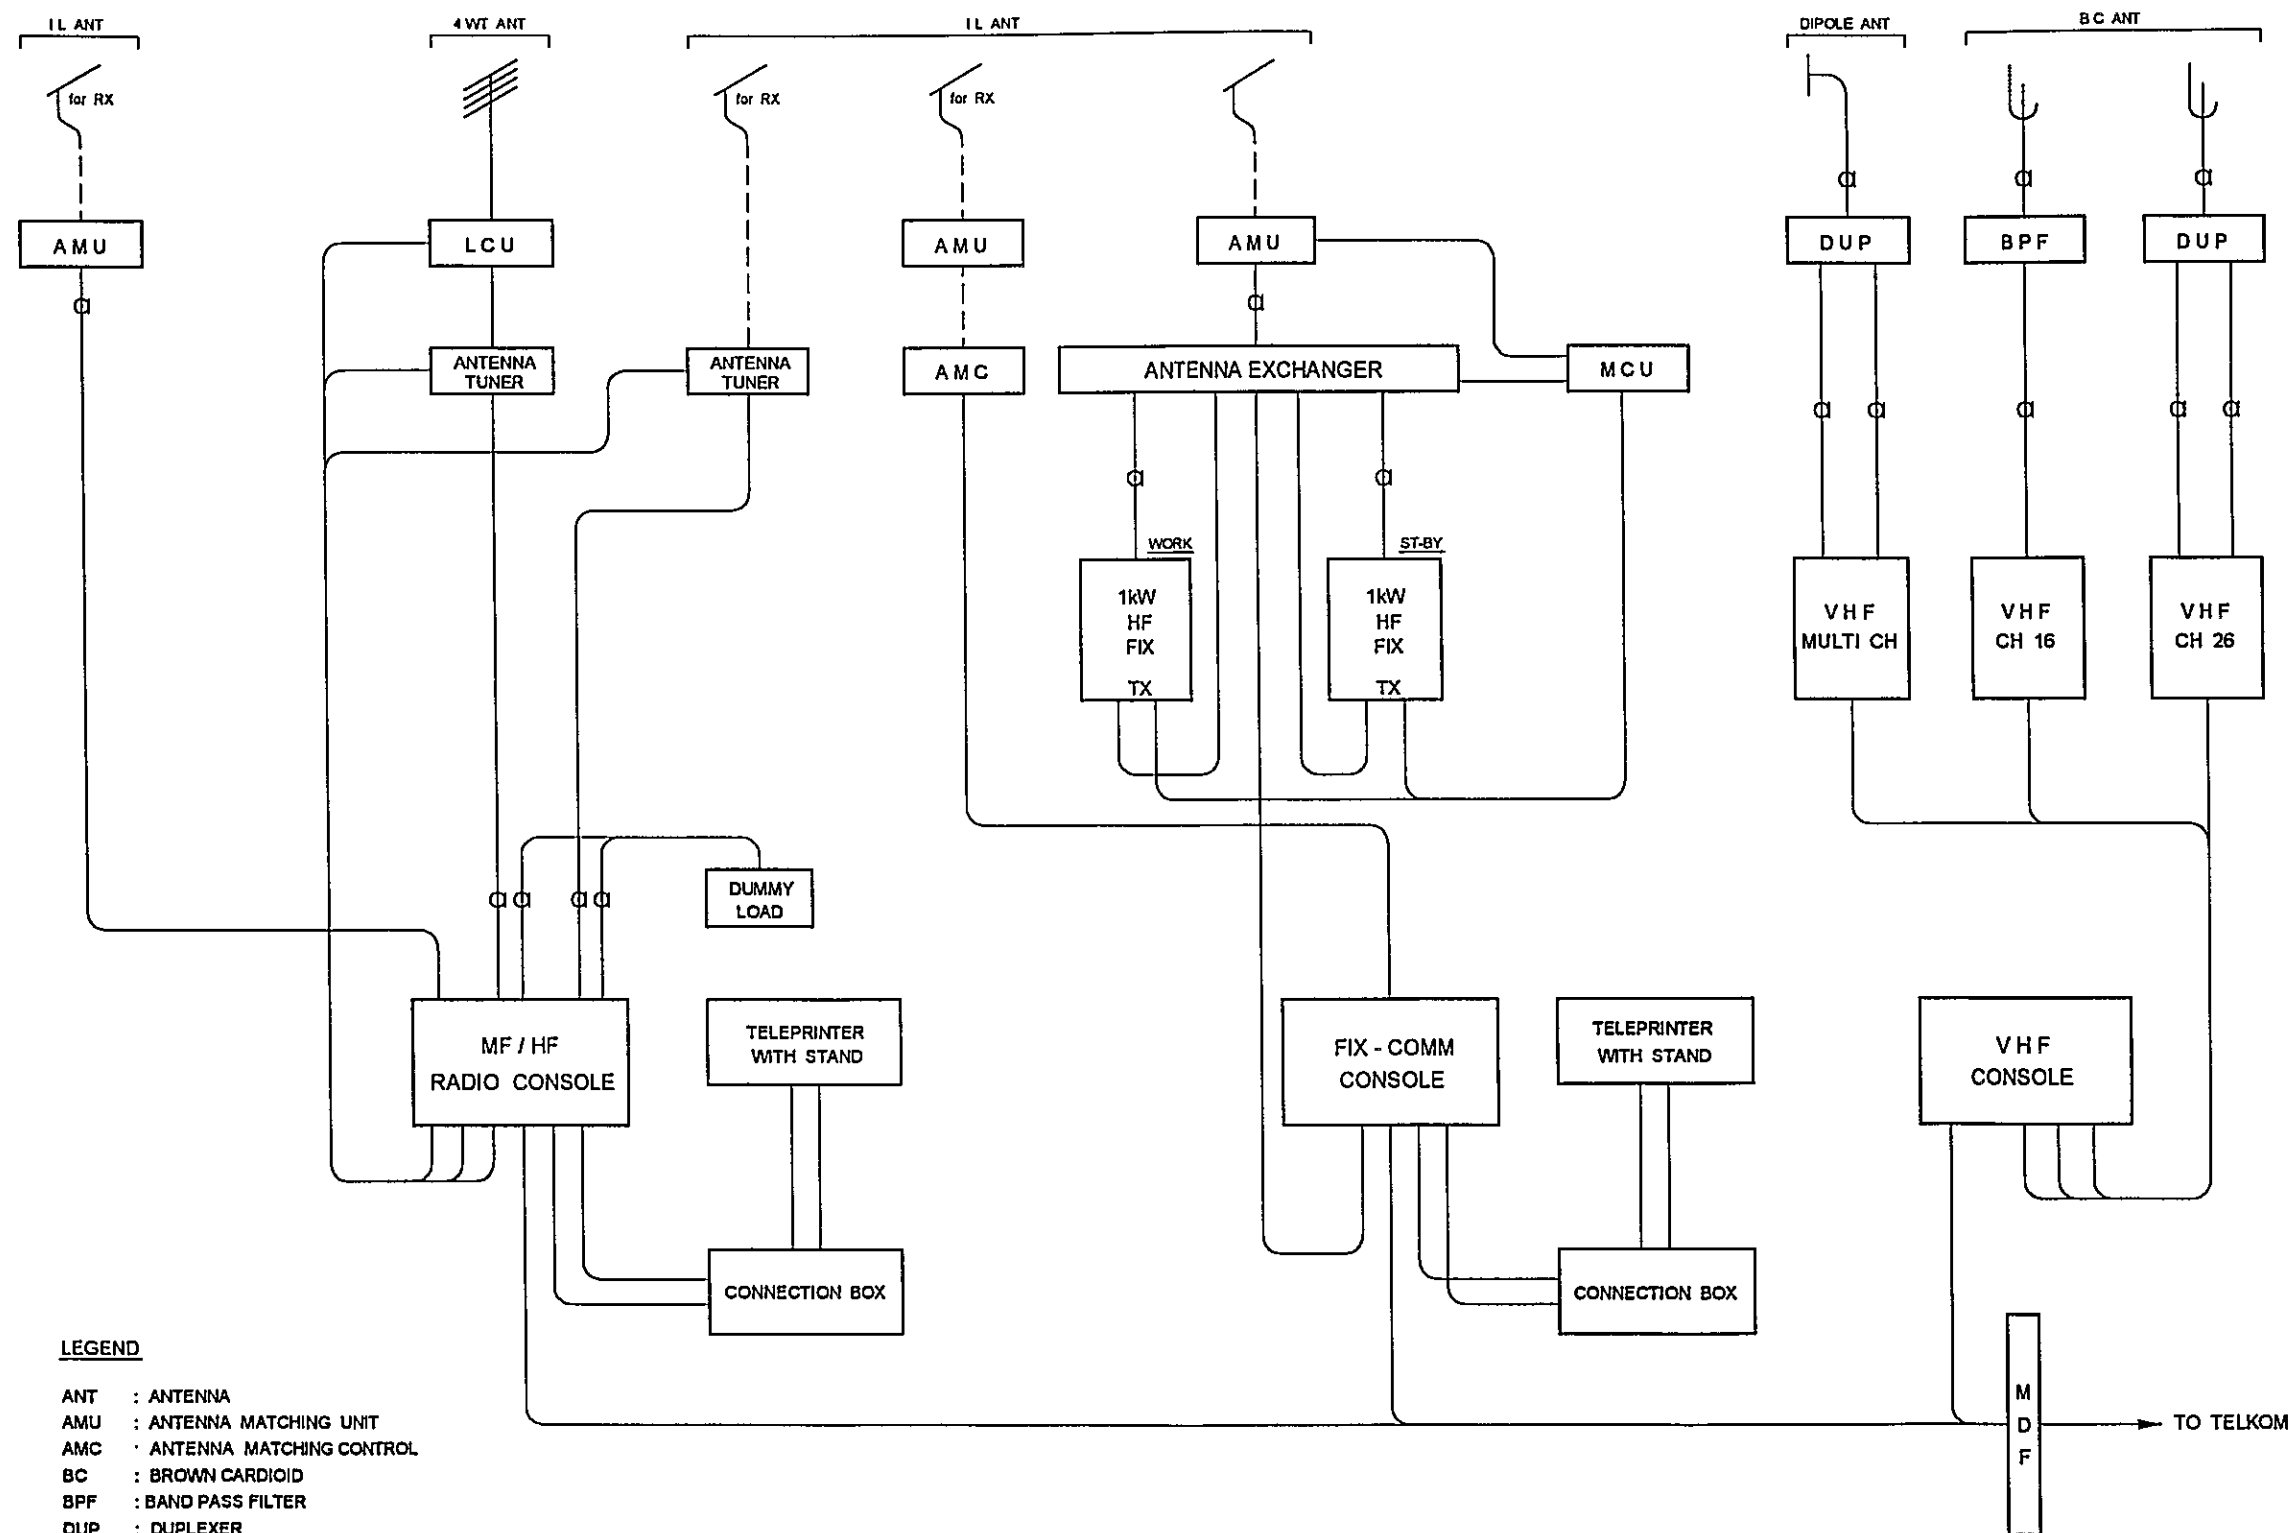 I L ANT
4 WT ANT
I L ANT
DIPOLE ANT
B C ANT
for RX
for RX
for RX
a
a
a
AMU
LCU
AMU
AMU
DUP
BPF
DUP
a
a
ANTENNA
TUNER
ANTENNA
TUNER
AMC
ANTENNA EXCHANGER
MCU
a
a
a
a
a
a
a
WORK
ST-BY
1kW
HF
FIX
TX
1kW
HF
FIX
TX
VHF
MULTI CH
VHF
CH 16
VHF
CH 26
a
a
a
a
DUMMY
LOAD
MF / HF
RADIO CONSOLE
TELEPRINTER
WITH STAND
FIX - COMM
CONSOLE
TELEPRINTER
WITH STAND
VHF
CONSOLE
CONNECTION BOX
CONNECTION BOX
MDF
TO TELKOM
LEGEND
ANT : ANTENNA
AMU : ANTENNA MATCHING UNIT
AMC : ANTENNA MATCHING CONTROL
BC : BROWN CARDIOID
BPF : BAND PASS FILTER
DUP : DUPLEXER